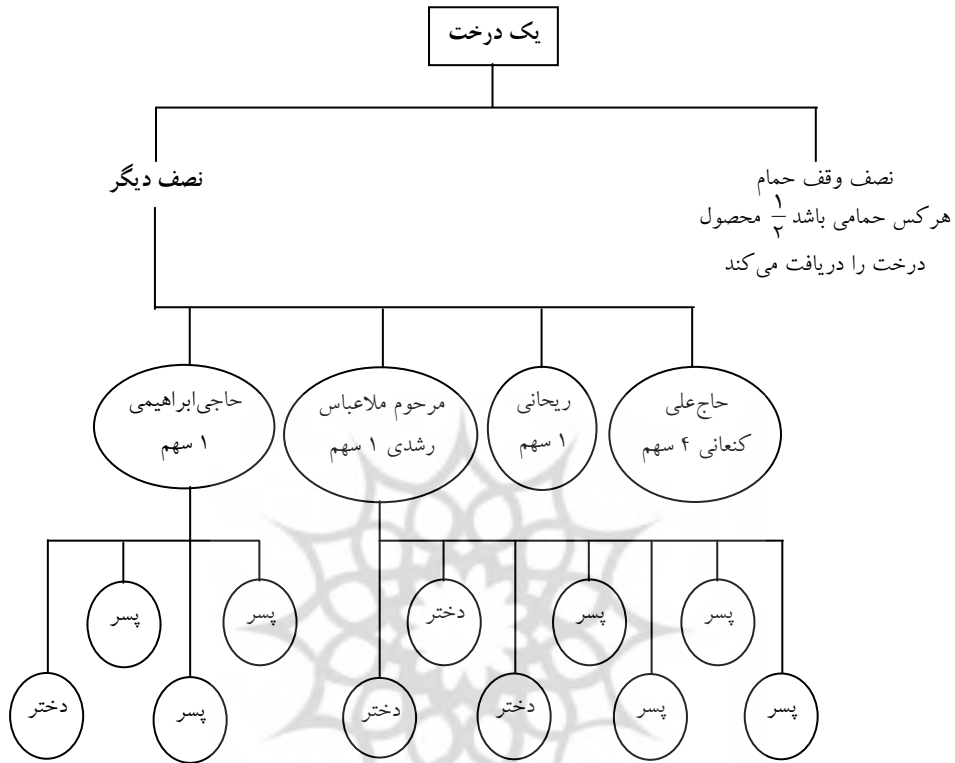 یک درخت
نصف وقف حمام
هرکس حمامی باشد ۱/۲ محصول
درخت را دریافت می‌کند
نصف دیگر
حاج‌علی
کنعانی ۴ سهم
ریحانی
۱ سهم
مرحوم ملاعباس
رشدی ۱ سهم
حاجی‌ابراهیمی
۱ سهم
پسر
پسر
دختر
پسر
پسر
پسر
پسر
دختر
دختر
پسر
دختر